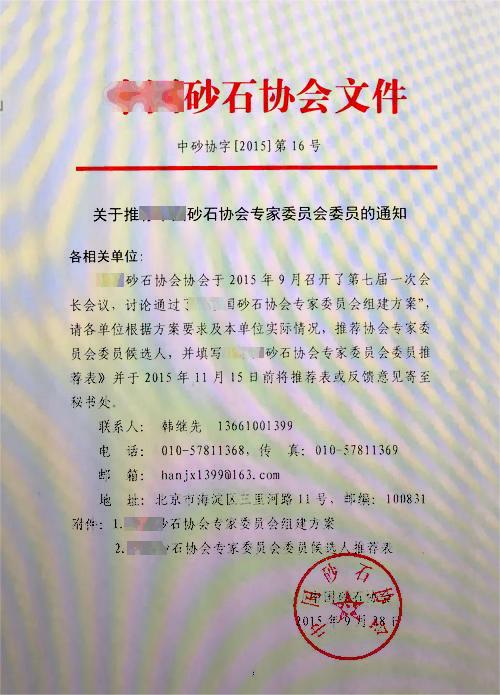 砂石协会文件
中砂协字[2015]第16号
关于推 砂石协会专家委员会委员的通知
各相关单位:
砂石协会协会于2015年9月召开了第七届一次会
长会议,讨论通过了 国砂石协会专家委员会组建方案”,
请各单位根据方案要求及本单位实际情况,推荐协会专家委
员会委员候选人,并填写 砂石协会专家委员会委员推
荐表》并于2015年11月15日前将推荐表或反馈意见寄至
秘书处。
联系人: 韩继先 13661001399
电 话: 010-57811368,传 真:010-57811369
邮 箱: hanjx1399@163.com
地 址: 北京市海淀区三里河路11号,邮编:100831
附件:1. 砂石协会专家委员会组建方案
2. 砂石协会专家委员会委员候选人推荐表
中国砂石协会
中国砂石协会
2015年9月28日